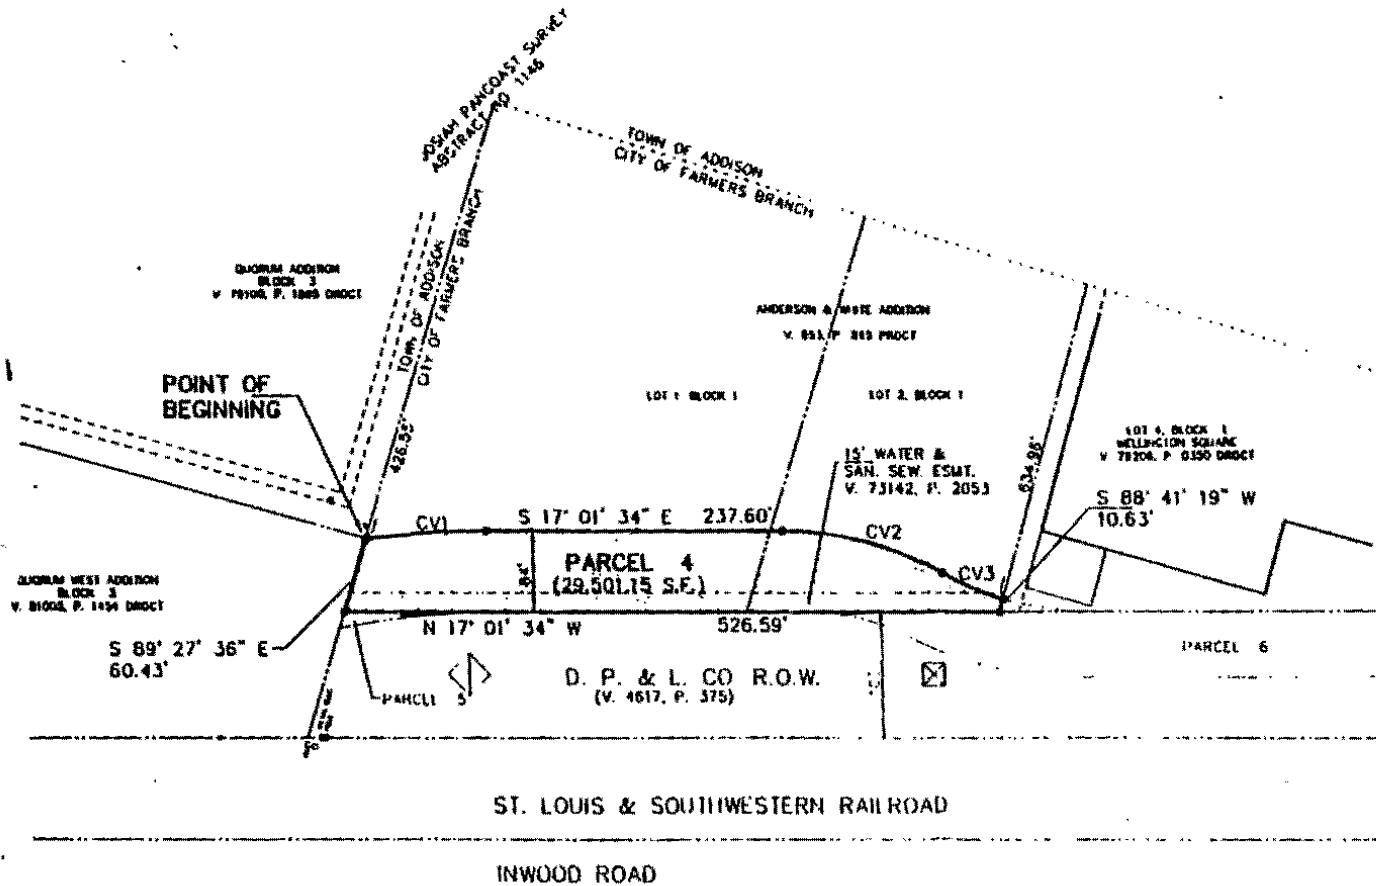 JOSIAH PANCOAST SURVEY
ABSTRACT NO 1146
TOWN OF ADDISON
CITY OF FARMERS BRANCH
TOWN OF ADDISON
CITY OF FARMERS BRANCH
QUORUM ADDITION
BLOCK 3
ANDERSON & WHITE ADDITION
POINT OF
BEGINNING
LOT 1 BLOCK 1
LOT 2, BLOCK 1
LOT 4, BLOCK 1
WELLINGTON SQUARE
15' WATER &
SAN. SEW. ESMT.
V. 73142, P. 2053
S 88° 41' 19" W
10.63'
S 17° 01' 34" E 237.60'
CV1
CV2
CV3
PARCEL 4
(29,501.15 S.F.)
QUORUM WEST ADDITION
BLOCK 3
S 89° 27' 36" E
60.43'
N 17° 01' 34" W 526.59'
PARCEL 5
D. P. & L. CO R.O.W.
(V. 4617, P. 375)
PARCEL 6
ST. LOUIS & SOUTHWESTERN RAILROAD
INWOOD ROAD